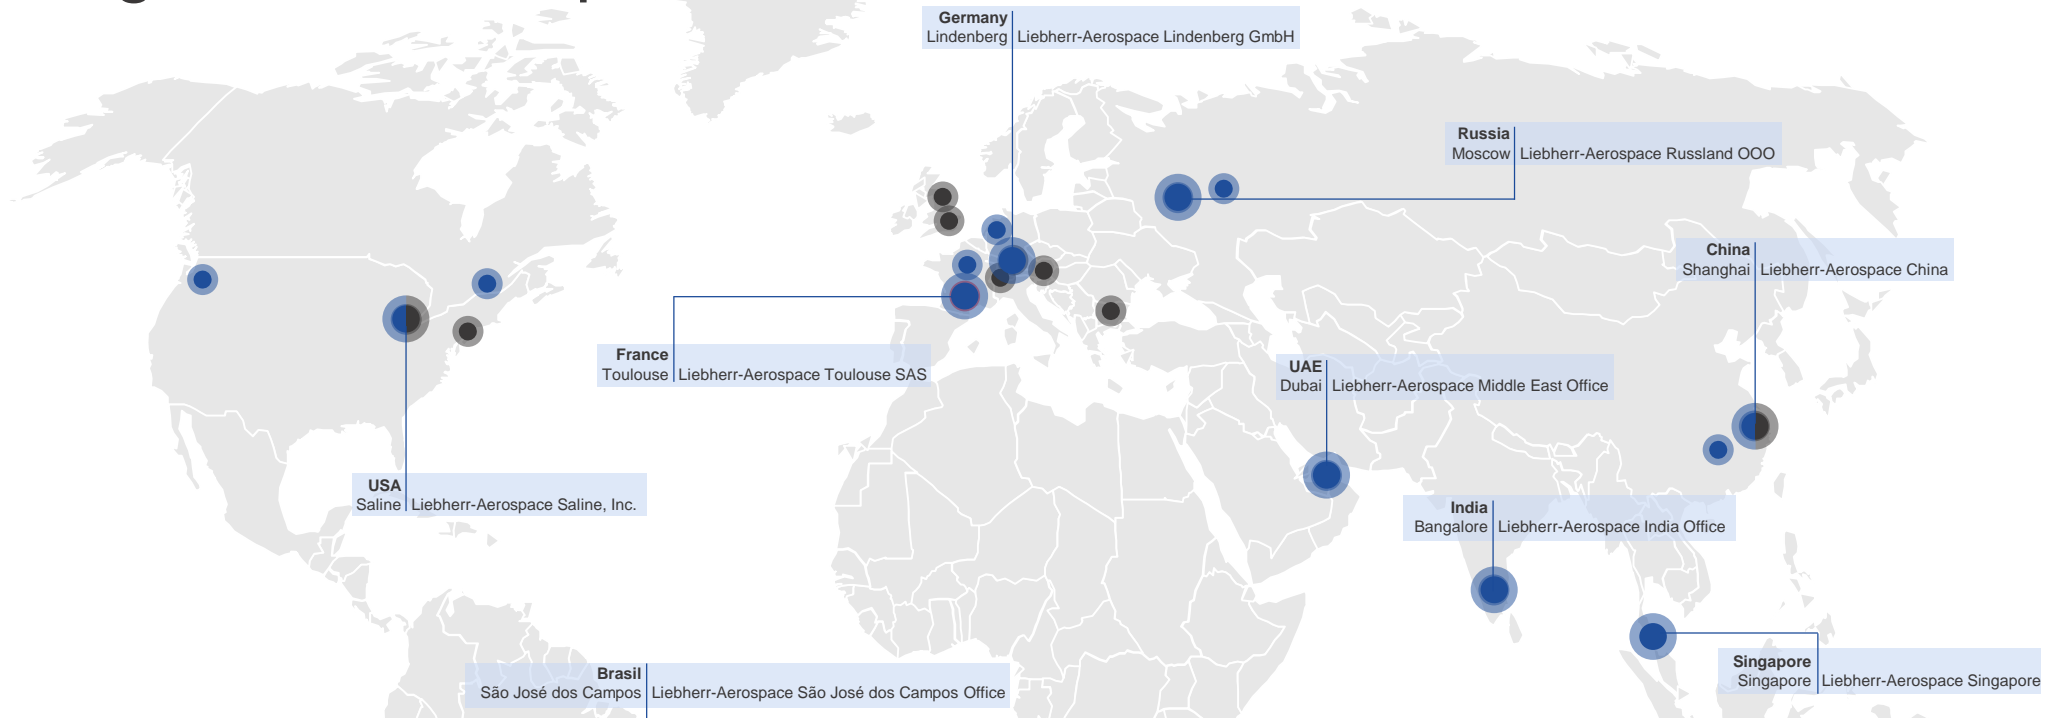 Germany
Lindenberg Liebherr-Aerospace Lindenberg GmbH
Russia
Moscow Liebherr-Aerospace Russland OOO
China
Shanghai Liebherr-Aerospace China
France
Toulouse Liebherr-Aerospace Toulouse SAS
UAE
Dubai Liebherr-Aerospace Middle East Office
USA
Saline Liebherr-Aerospace Saline, Inc.
India
Bangalore Liebherr-Aerospace India Office
Brasil
São José dos Campos Liebherr-Aerospace São José dos Campos Office
Singapore
Singapore Liebherr-Aerospace Singapore